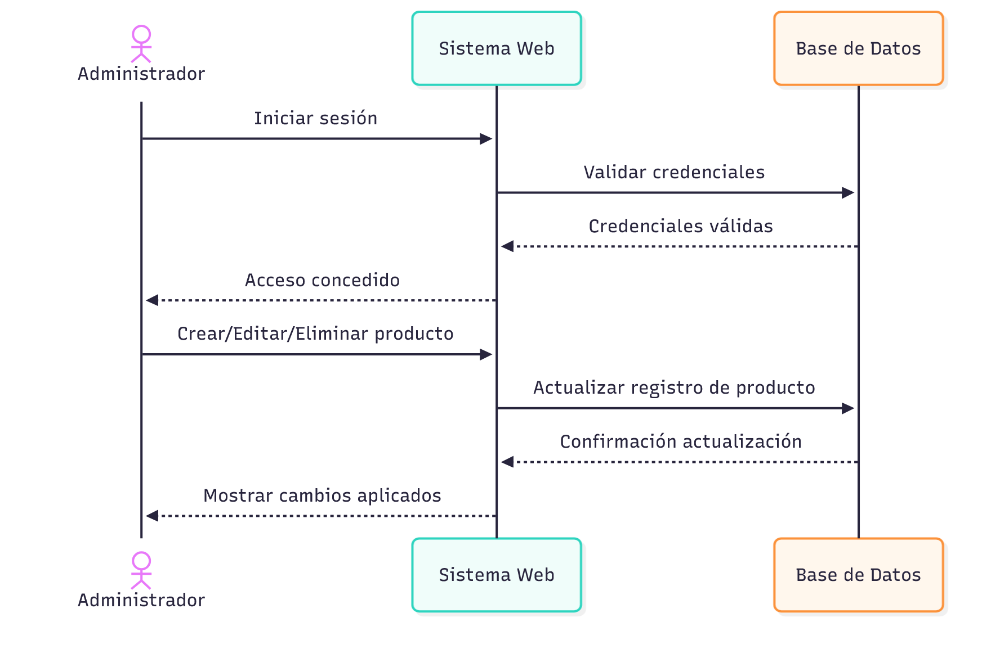 Administrador
Sistema Web
Base de Datos
Iniciar sesión
Validar credenciales
Credenciales válidas
Acceso concedido
Crear/Editar/Eliminar producto
Actualizar registro de producto
Confirmación actualización
Mostrar cambios aplicados
Administrador
Sistema Web
Base de Datos